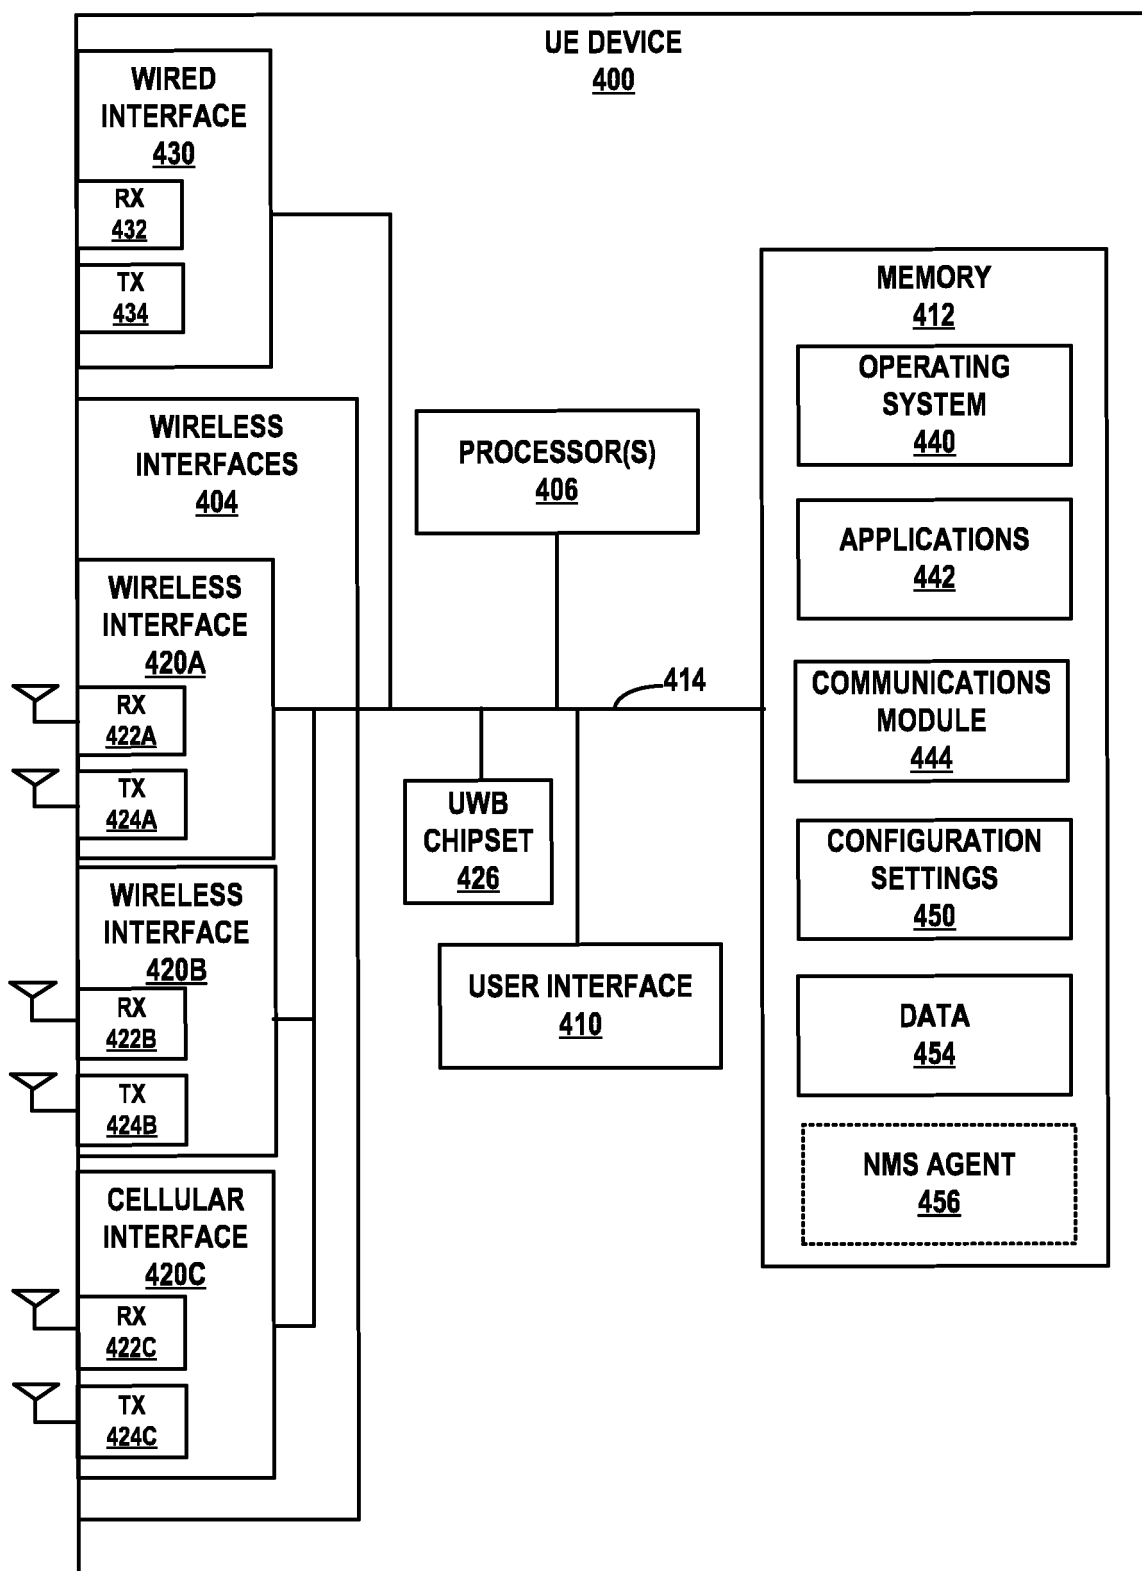 UE DEVICE
400
WIRED
INTERFACE
430
RX
432
TX
434
WIRELESS
INTERFACES
404
WIRELESS
INTERFACE
420A
RX
422A
TX
424A
WIRELESS
INTERFACE
420B
RX
422B
TX
424B
CELLULAR
INTERFACE
420C
RX
422C
TX
424C
PROCESSOR(S)
406
414
UWB
CHIPSET
426
USER INTERFACE
410
MEMORY
412
OPERATING
SYSTEM
440
APPLICATIONS
442
COMMUNICATIONS
MODULE
444
CONFIGURATION
SETTINGS
450
DATA
454
NMS AGENT
456